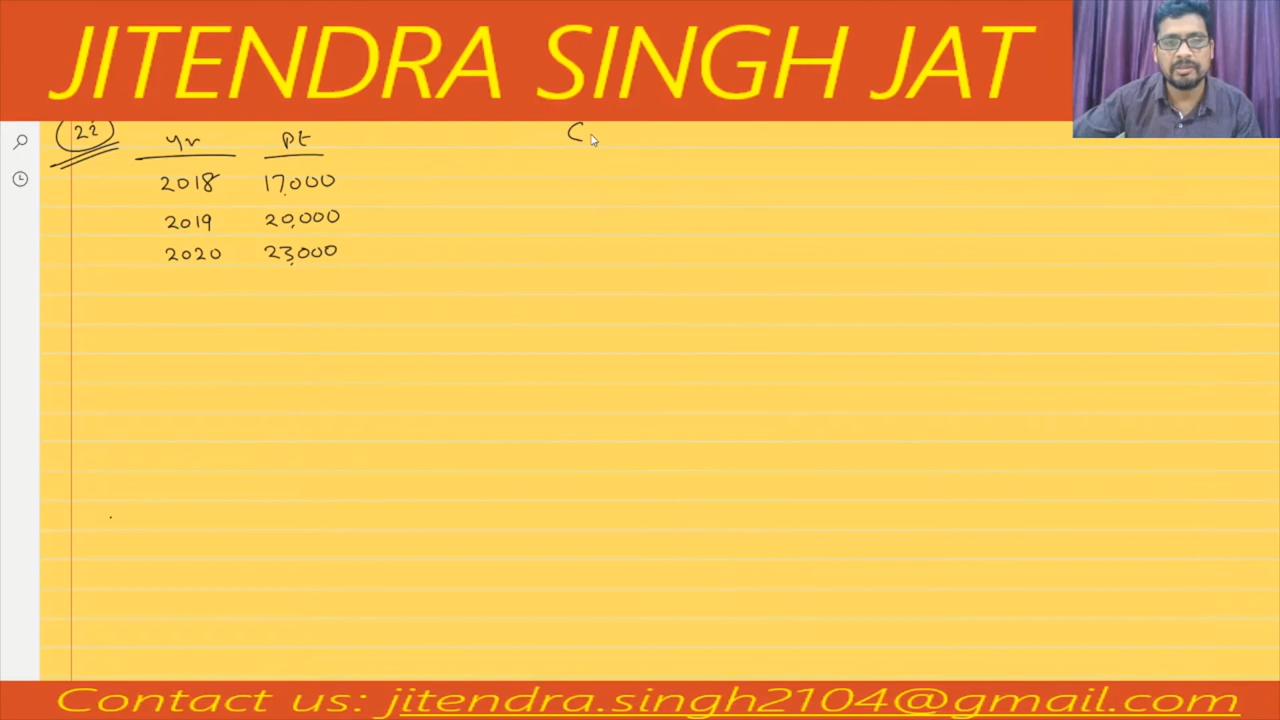 JITENDRA SINGH JAT
22 Yr Pt C
2018 17,000
2019 20,000
2020 23,000
Contact us: jitendra.singh2104@gmail.com